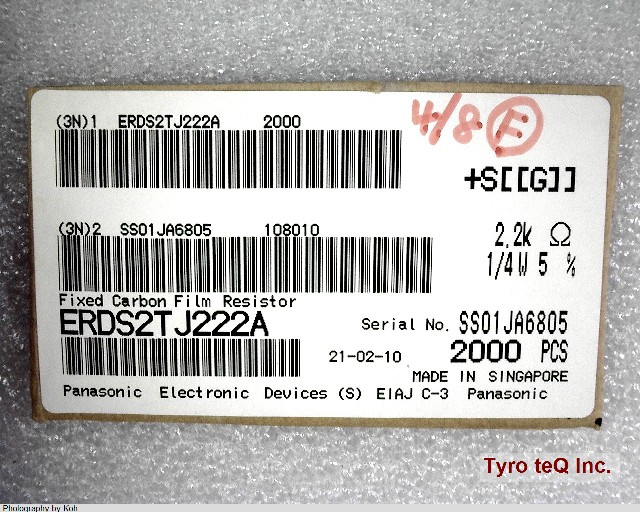 (3N)1 ERDS2TJ222A 2000
4/8 F
+S[[G]]
(3N)2 SS01JA6805 108010
2.2k Ω
1/4W 5 %
Fixed Carbon Film Resistor
ERDS2TJ222A
Serial No. SS01JA6805
21-02-10 2000 PCS
MADE IN SINGAPORE
Panasonic Electronic Devices (S) EIAJ C-3 Panasonic
Tyro teQ Inc.
Photography by Koh